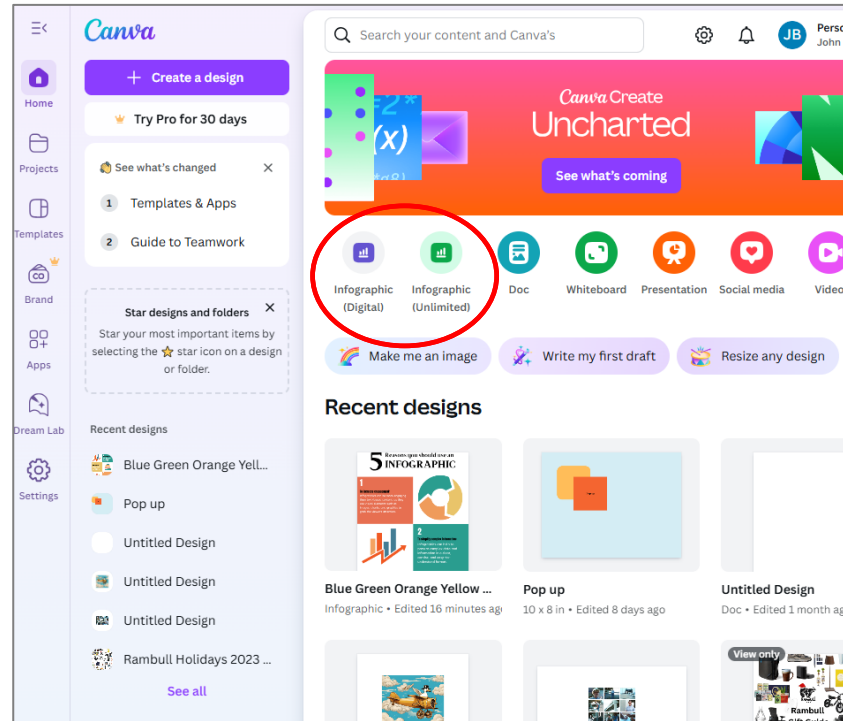 Canva
Search your content and Canva's
JB
John
Create a design
Home
Try Pro for 30 days
Projects
See what's changed
1 Templates & Apps
2 Guide to Teamwork
Templates
Brand
Apps
Dream Lab
Settings
Star designs and folders
Star your most important items by
selecting the star icon on a design
or folder.
Recent designs
Blue Green Orange Yell...
Pop up
Untitled Design
Untitled Design
Untitled Design
Rambull Holidays 2023 ...
See all
Canva Create
Uncharted
See what's coming
Infographic
(Digital)
Infographic
(Unlimited)
Doc
Whiteboard
Presentation
Social media
Video
Make me an image
Write my first draft
Resize any design
Recent designs
5 Reasons you should use an
INFOGRAPHIC
1
2
Blue Green Orange Yellow ...
Infographic • Edited 16 minutes ago
Pop up
10 x 8 in • Edited 8 days ago
Untitled Design
Doc • Edited 1 month ag
View only
Rambull
Gift Guide